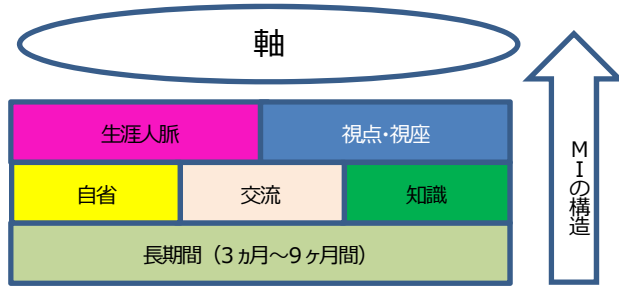 軸
生涯人脈
視点・視座
自省
交流
知識
長期間（3ヵ月～9ヶ月間）
ＭＩの構造